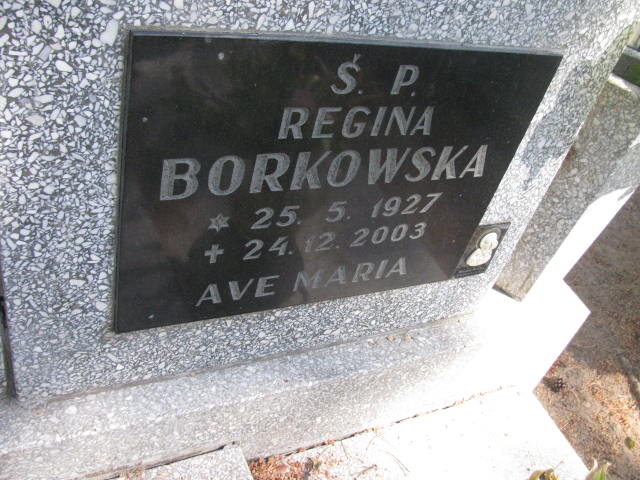 Ś. P.
REGINA
BORKOWSKA
✡ 25. 5. 1927
+ 24. 12. 2003
AVE MARIA